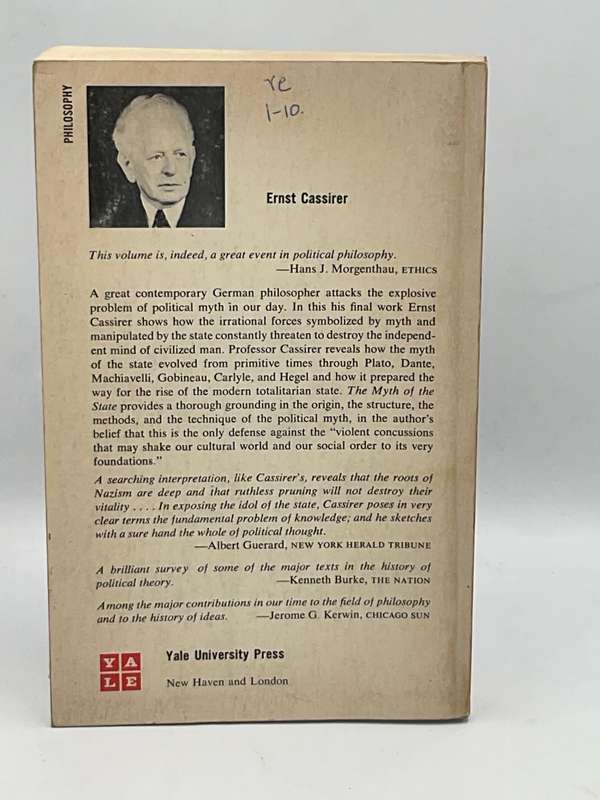 PHILOSOPHY
re
1-10.
Ernst Cassirer
This volume is, indeed, a great event in political philosophy.
—Hans J. Morgenthau, ETHICS
A great contemporary German philosopher attacks the explosive
problem of political myth in our day. In this his final work Ernst
Cassirer shows how the irrational forces symbolized by myth and
manipulated by the state constantly threaten to destroy the independ-
ent mind of civilized man. Professor Cassirer reveals how the myth
of the state evolved from primitive times through Plato, Dante,
Machiavelli, Gobineau, Carlyle, and Hegel and how it prepared the
way for the rise of the modern totalitarian state. The Myth of the
State provides a thorough grounding in the origin, the structure, the
methods, and the technique of the political myth, in the author's
belief that this is the only defense against the "violent concussions
that may shake our cultural world and our social order to its very
foundations."
A searching interpretation, like Cassirer's, reveals that the roots of
Nazism are deep and that ruthless pruning will not destroy their
vitality . . . . In exposing the idol of the state, Cassirer poses in very
clear terms the fundamental problem of knowledge; and he sketches
with a sure hand the whole of political thought.
—Albert Guerard, NEW YORK HERALD TRIBUNE
A brilliant survey of some of the major texts in the history of
political theory. —Kenneth Burke, THE NATION
Among the major contributions in our time to the field of philosophy
and to the history of ideas. —Jerome G. Kerwin, CHICAGO SUN
YALE
Yale University Press
New Haven and London